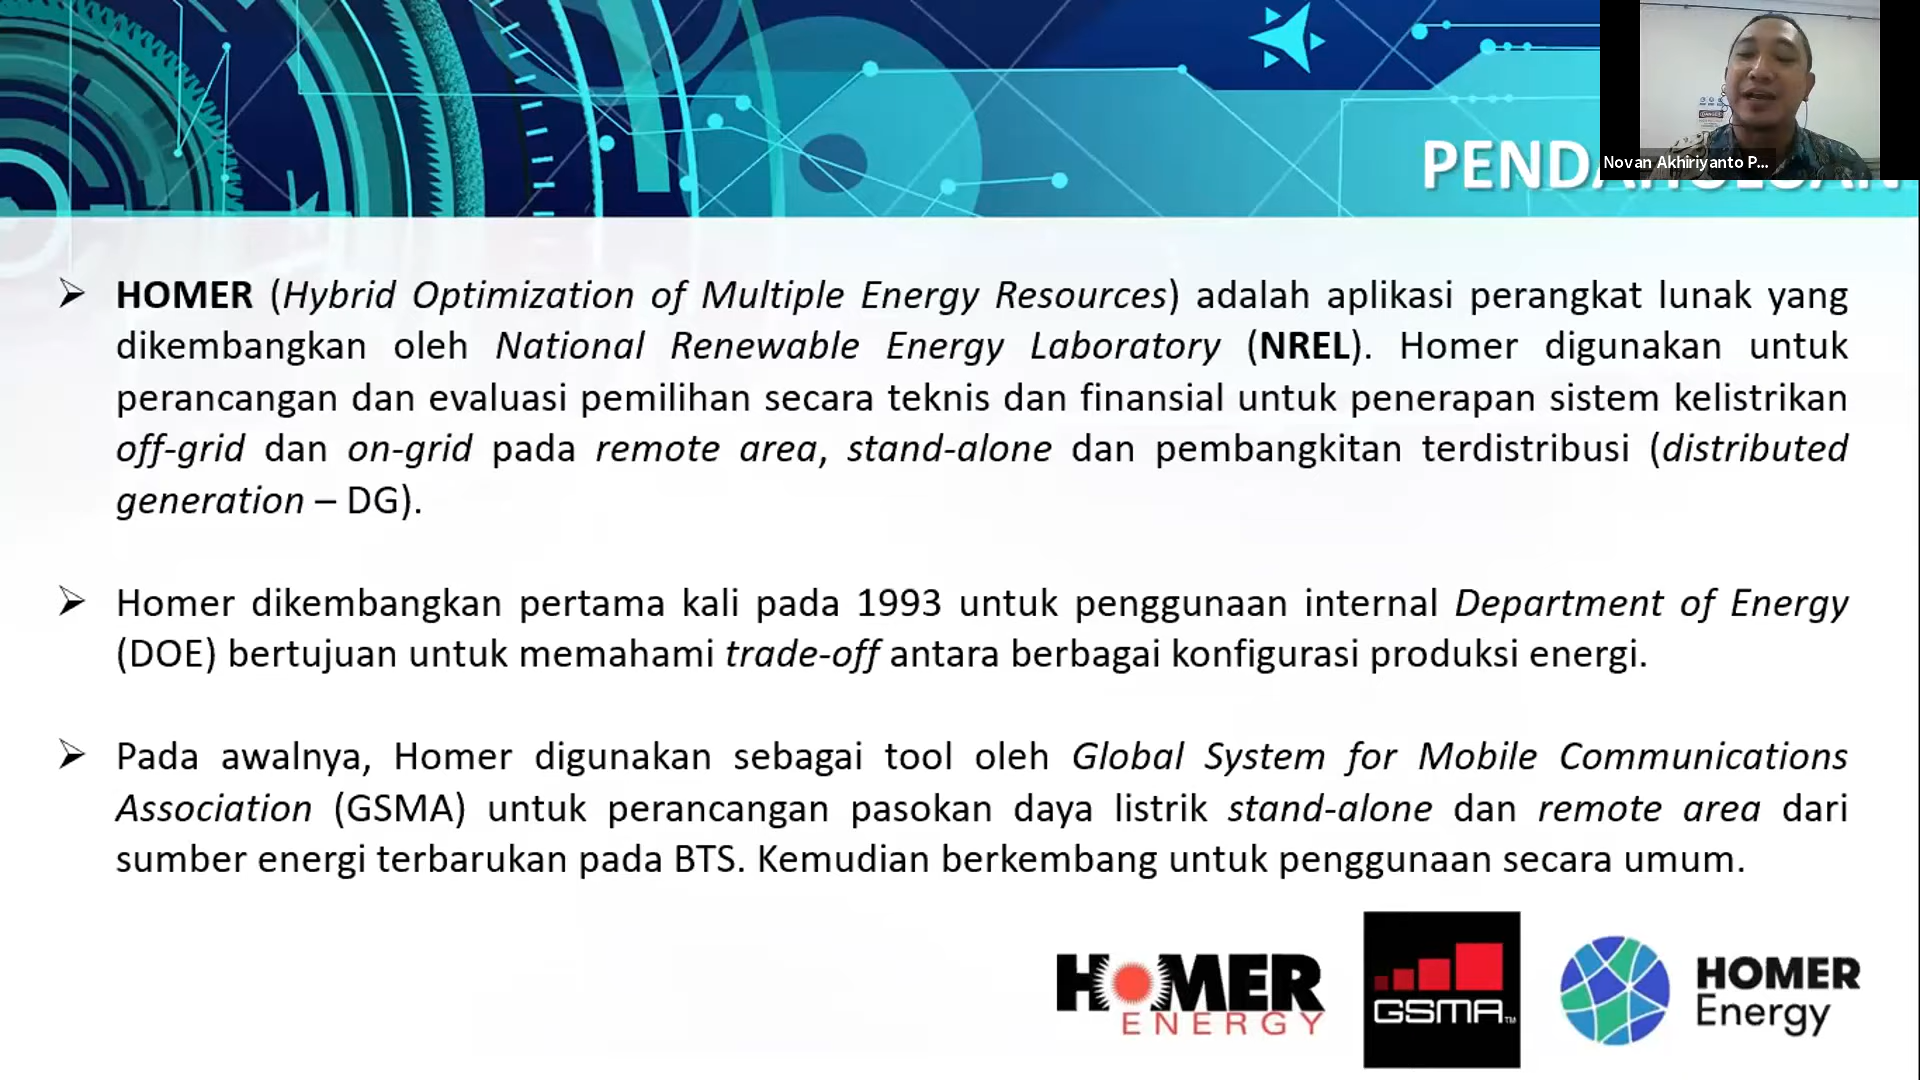 Novan Akhiriyanto P...
HOMER (Hybrid Optimization of Multiple Energy Resources) adalah aplikasi perangkat lunak yang
dikembangkan oleh National Renewable Energy Laboratory (NREL). Homer digunakan untuk
perancangan dan evaluasi pemilihan secara teknis dan finansial untuk penerapan sistem kelistrikan
off-grid dan on-grid pada remote area, stand-alone dan pembangkitan terdistribusi (distributed
generation – DG).
Homer dikembangkan pertama kali pada 1993 untuk penggunaan internal Department of Energy
(DOE) bertujuan untuk memahami trade-off antara berbagai konfigurasi produksi energi.
Pada awalnya, Homer digunakan sebagai tool oleh Global System for Mobile Communications
Association (GSMA) untuk perancangan pasokan daya listrik stand-alone dan remote area dari
sumber energi terbarukan pada BTS. Kemudian berkembang untuk penggunaan secara umum.
HOMER
ENERGY
GSMA™
HOMER
Energy